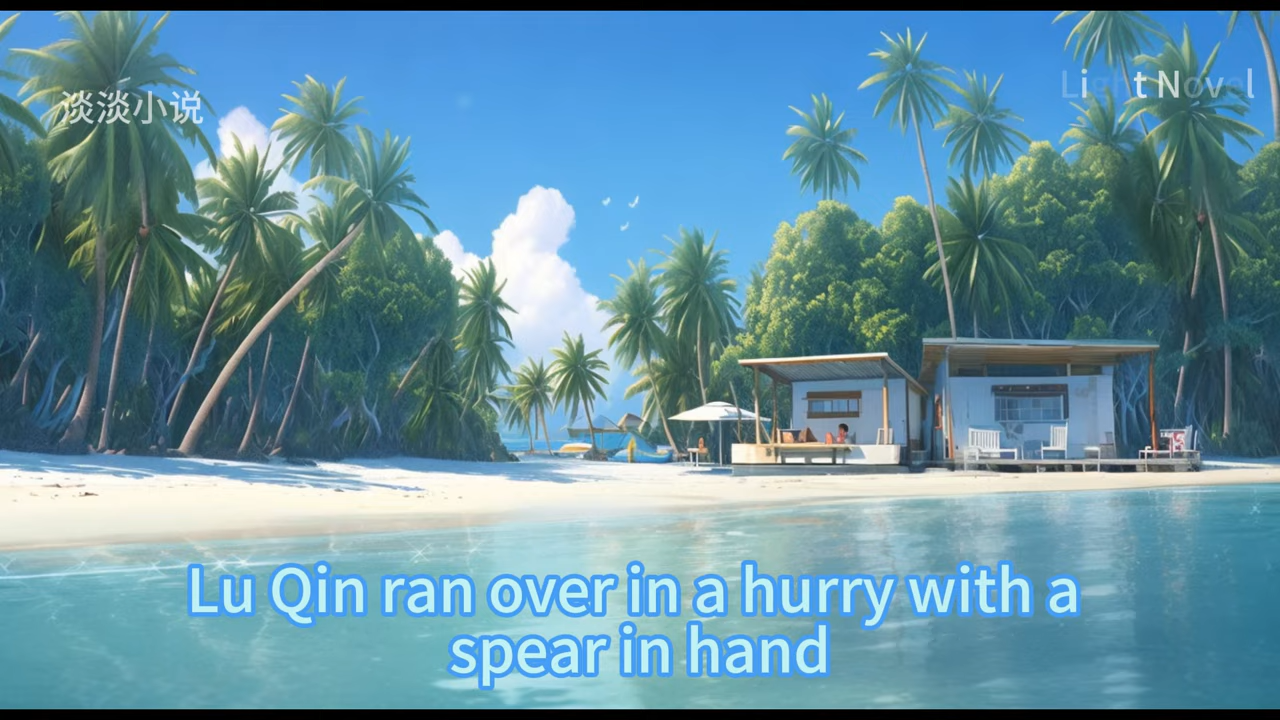 淡淡小说
Light Novel
Lu Qin ran over in a hurry with a
spear in hand